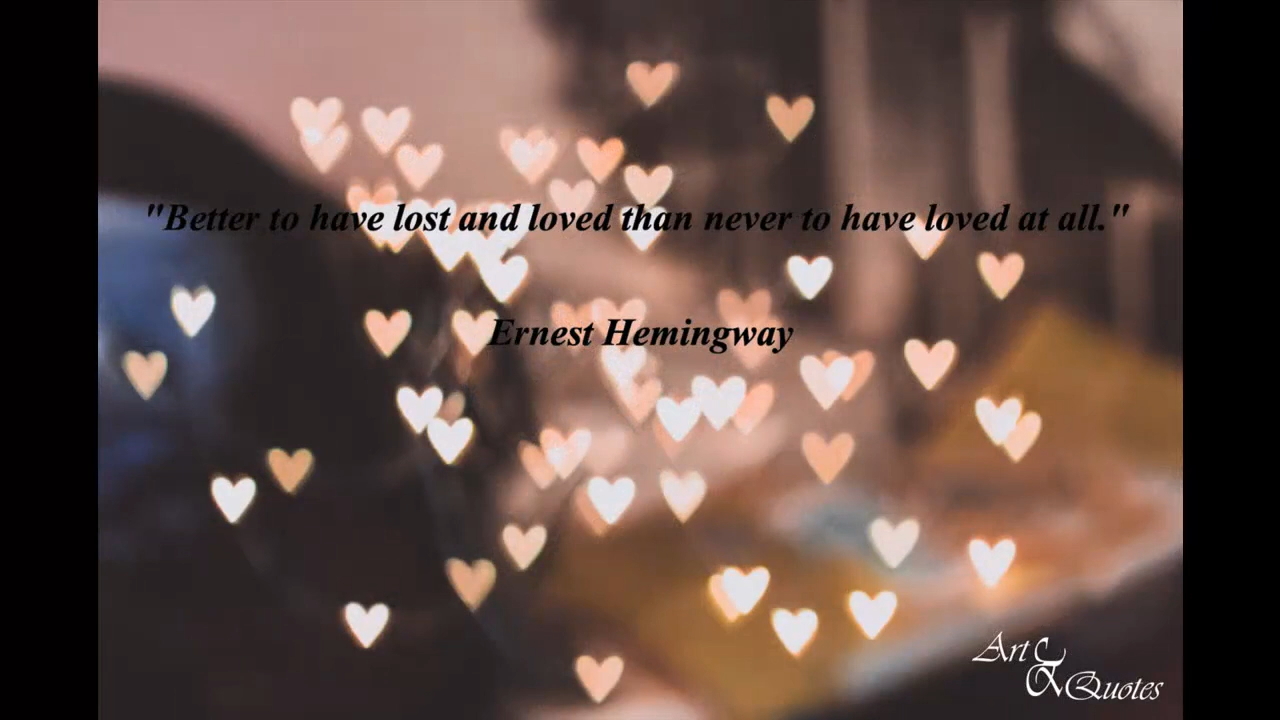 "Better to have lost and loved than never to have loved at all."
Ernest Hemingway
Art &
Quotes